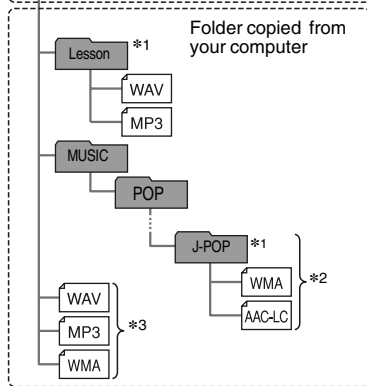 Folder copied from
your computer
Lesson *1
WAV
MP3
MUSIC
POP
J-POP *1
WMA
*2
AAC-LC
WAV
MP3
*3
WMA